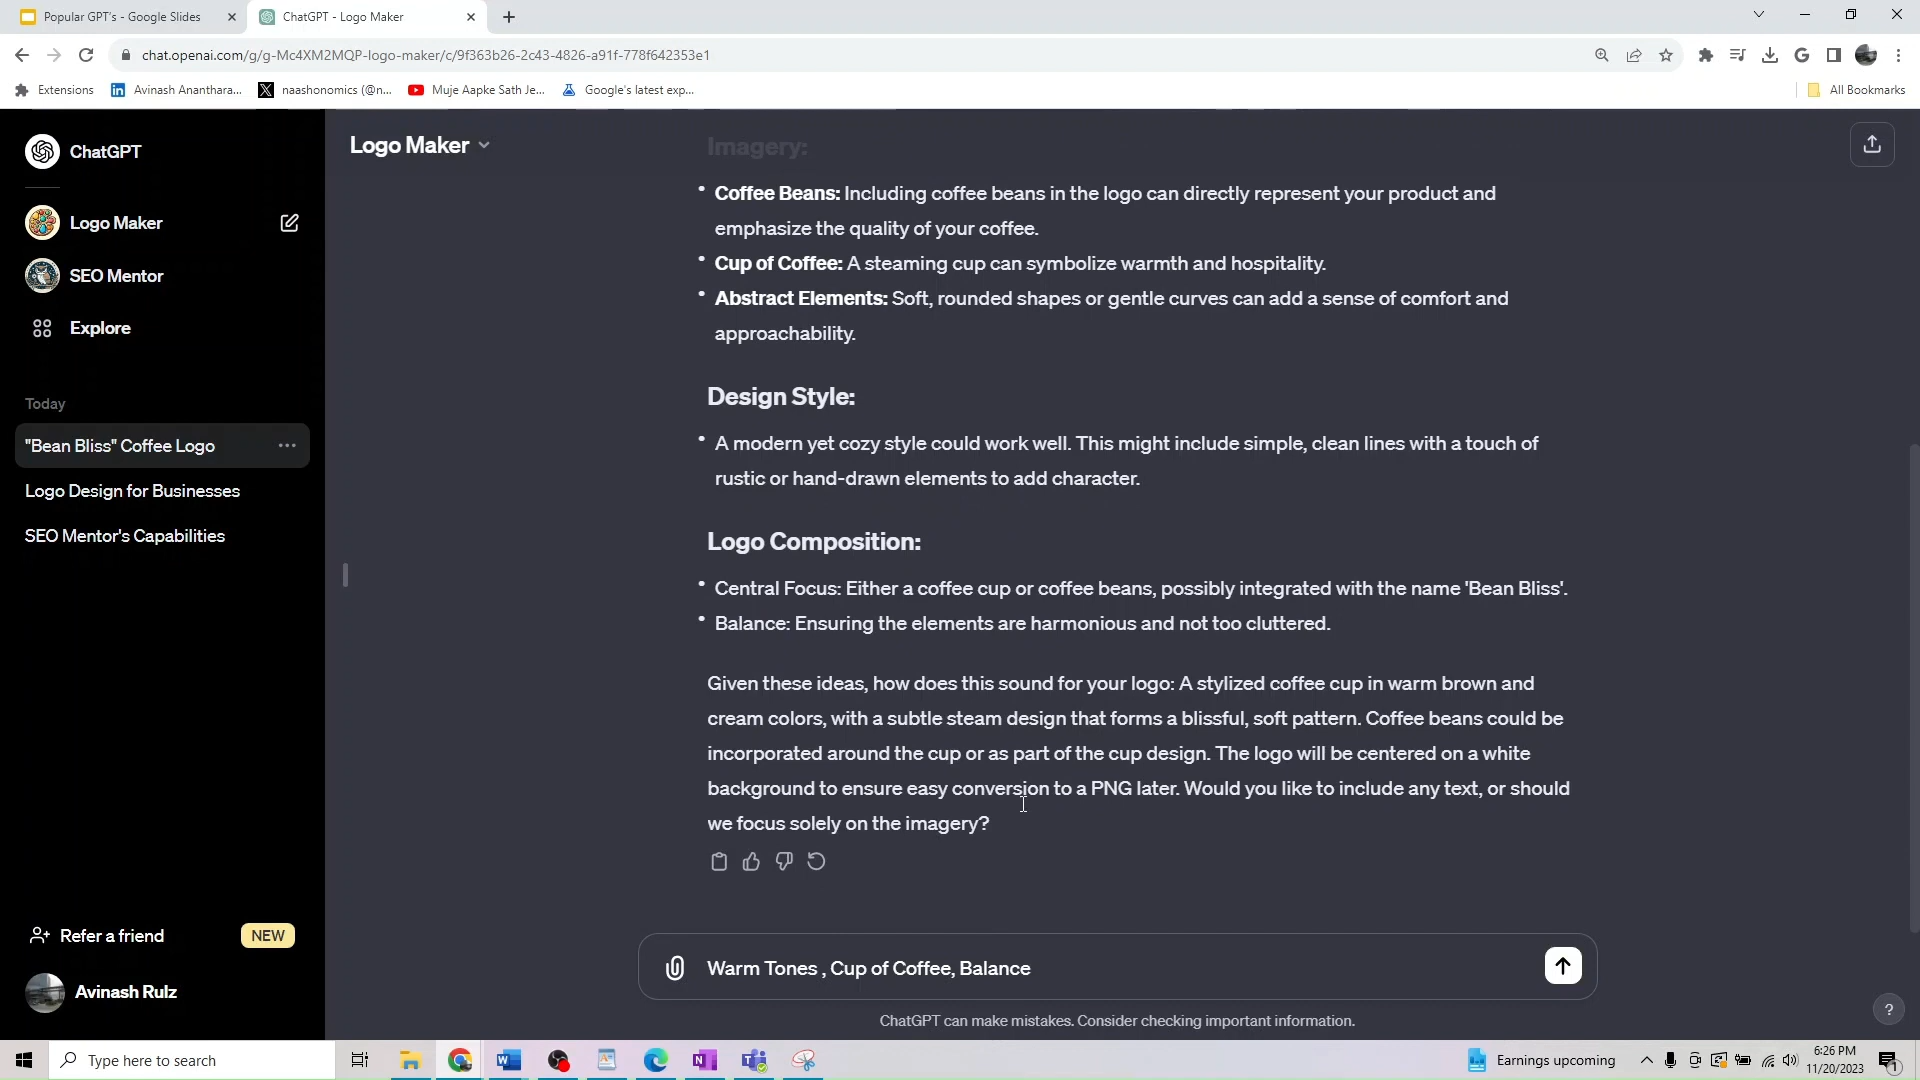 Popular GPT's - Google Slides
ChatGPT - Logo Maker
chat.openai.com/g/g-Mc4XM2MQP-logo-maker/c/9f363b26-2c43-4826-a91f-778f642353e1
Extensions
Avinash Ananthara...
naashonomics (@n...
Muje Aapke Sath Je...
Google's latest exp...
All Bookmarks
ChatGPT
Logo Maker
SEO Mentor
Explore
Today
"Bean Bliss" Coffee Logo
Logo Design for Businesses
SEO Mentor's Capabilities
Refer a friend
NEW
Avinash Rulz
Logo Maker
Imagery:
• Coffee Beans: Including coffee beans in the logo can directly represent your product and
emphasize the quality of your coffee.
• Cup of Coffee: A steaming cup can symbolize warmth and hospitality.
• Abstract Elements: Soft, rounded shapes or gentle curves can add a sense of comfort and
approachability.
Design Style:
• A modern yet cozy style could work well. This might include simple, clean lines with a touch of
rustic or hand-drawn elements to add character.
Logo Composition:
• Central Focus: Either a coffee cup or coffee beans, possibly integrated with the name 'Bean Bliss'.
• Balance: Ensuring the elements are harmonious and not too cluttered.
Given these ideas, how does this sound for your logo: A stylized coffee cup in warm brown and
cream colors, with a subtle steam design that forms a blissful, soft pattern. Coffee beans could be
incorporated around the cup or as part of the cup design. The logo will be centered on a white
background to ensure easy conversion to a PNG later. Would you like to include any text, or should
we focus solely on the imagery?
Warm Tones , Cup of Coffee, Balance
ChatGPT can make mistakes. Consider checking important information.
?
Type here to search
Earnings upcoming
6:26 PM
11/20/2023
1